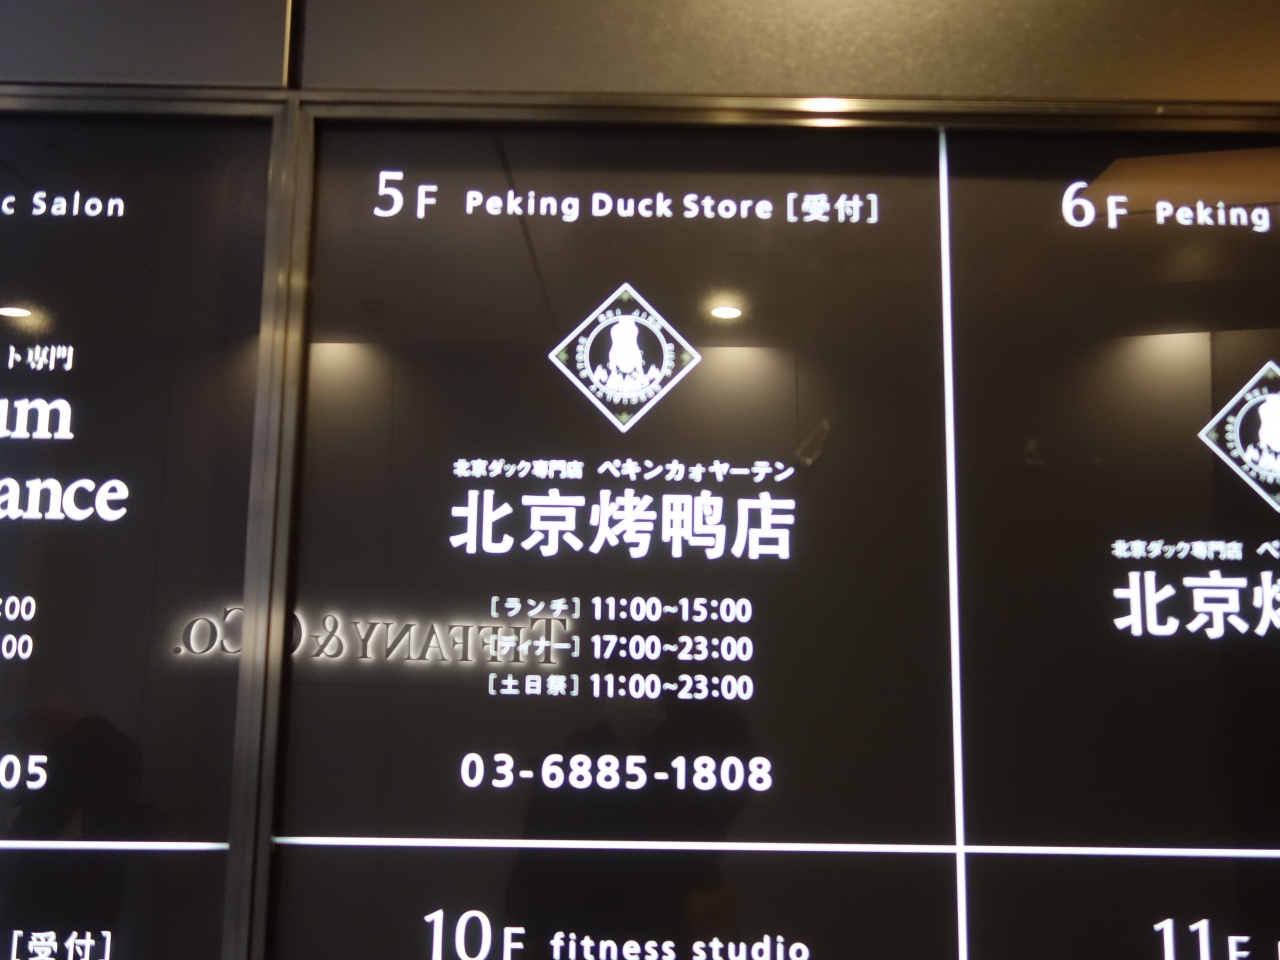 c Salon
ト専門
um
ance
:00
00
05
[受付]
5F Peking Duck Store [受付]
北京ダック専門店 ペキンカォヤーテン
北京烤鸭店
[ランチ] 11:00~15:00
[ディナー] 17:00~23:00
[土日祭] 11:00~23:00
03-6885-1808
TIFFANY & CO.
10F fitness studio
6F Peking
北京ダック専門店 ペ
北京烤
11F